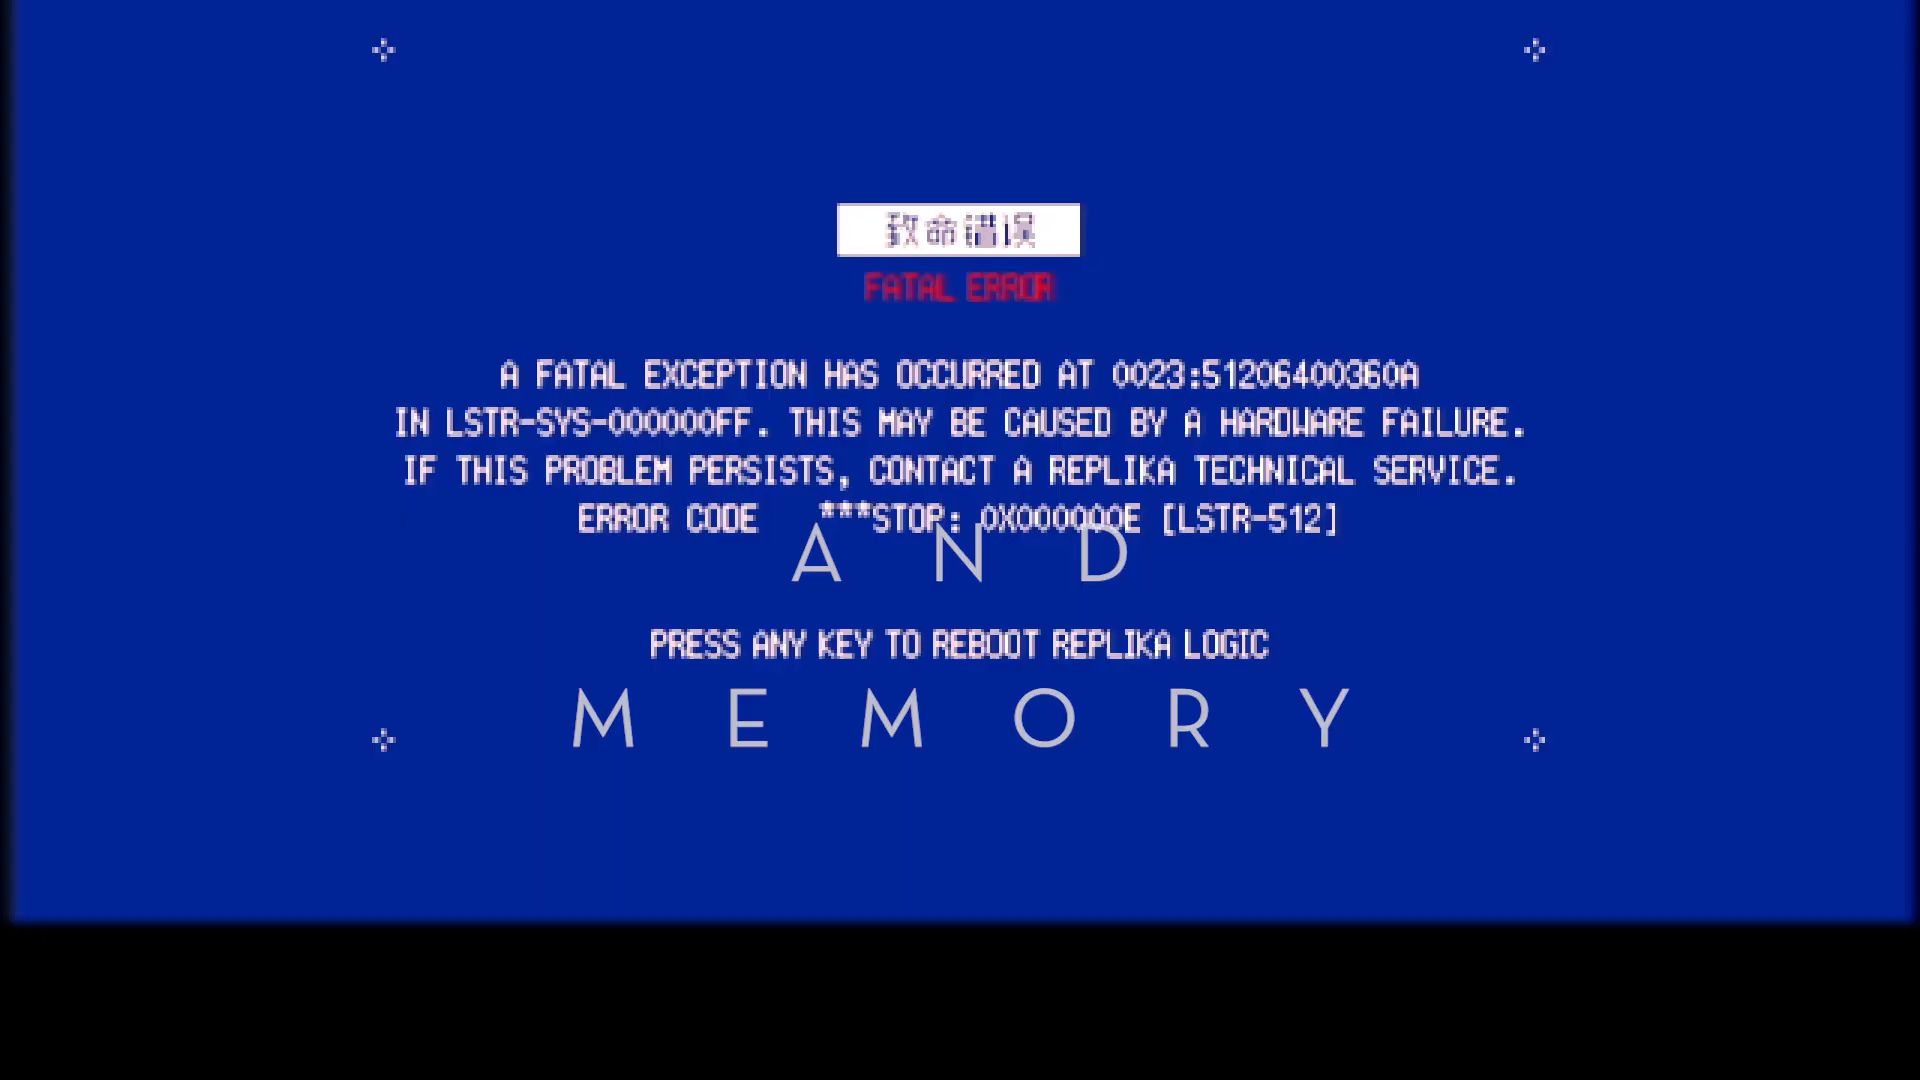 致命错误
FATAL ERROR
A FATAL EXCEPTION HAS OCCURRED AT 0023:51206400360A
IN LSTR-SYS-000000FF. THIS MAY BE CAUSED BY A HARDWARE FAILURE.
IF THIS PROBLEM PERSISTS, CONTACT A REPLIKA TECHNICAL SERVICE.
ERROR CODE ***STOP: 0X000000E [LSTR-512]
AND
PRESS ANY KEY TO REBOOT REPLIKA LOGIC
MEMORY